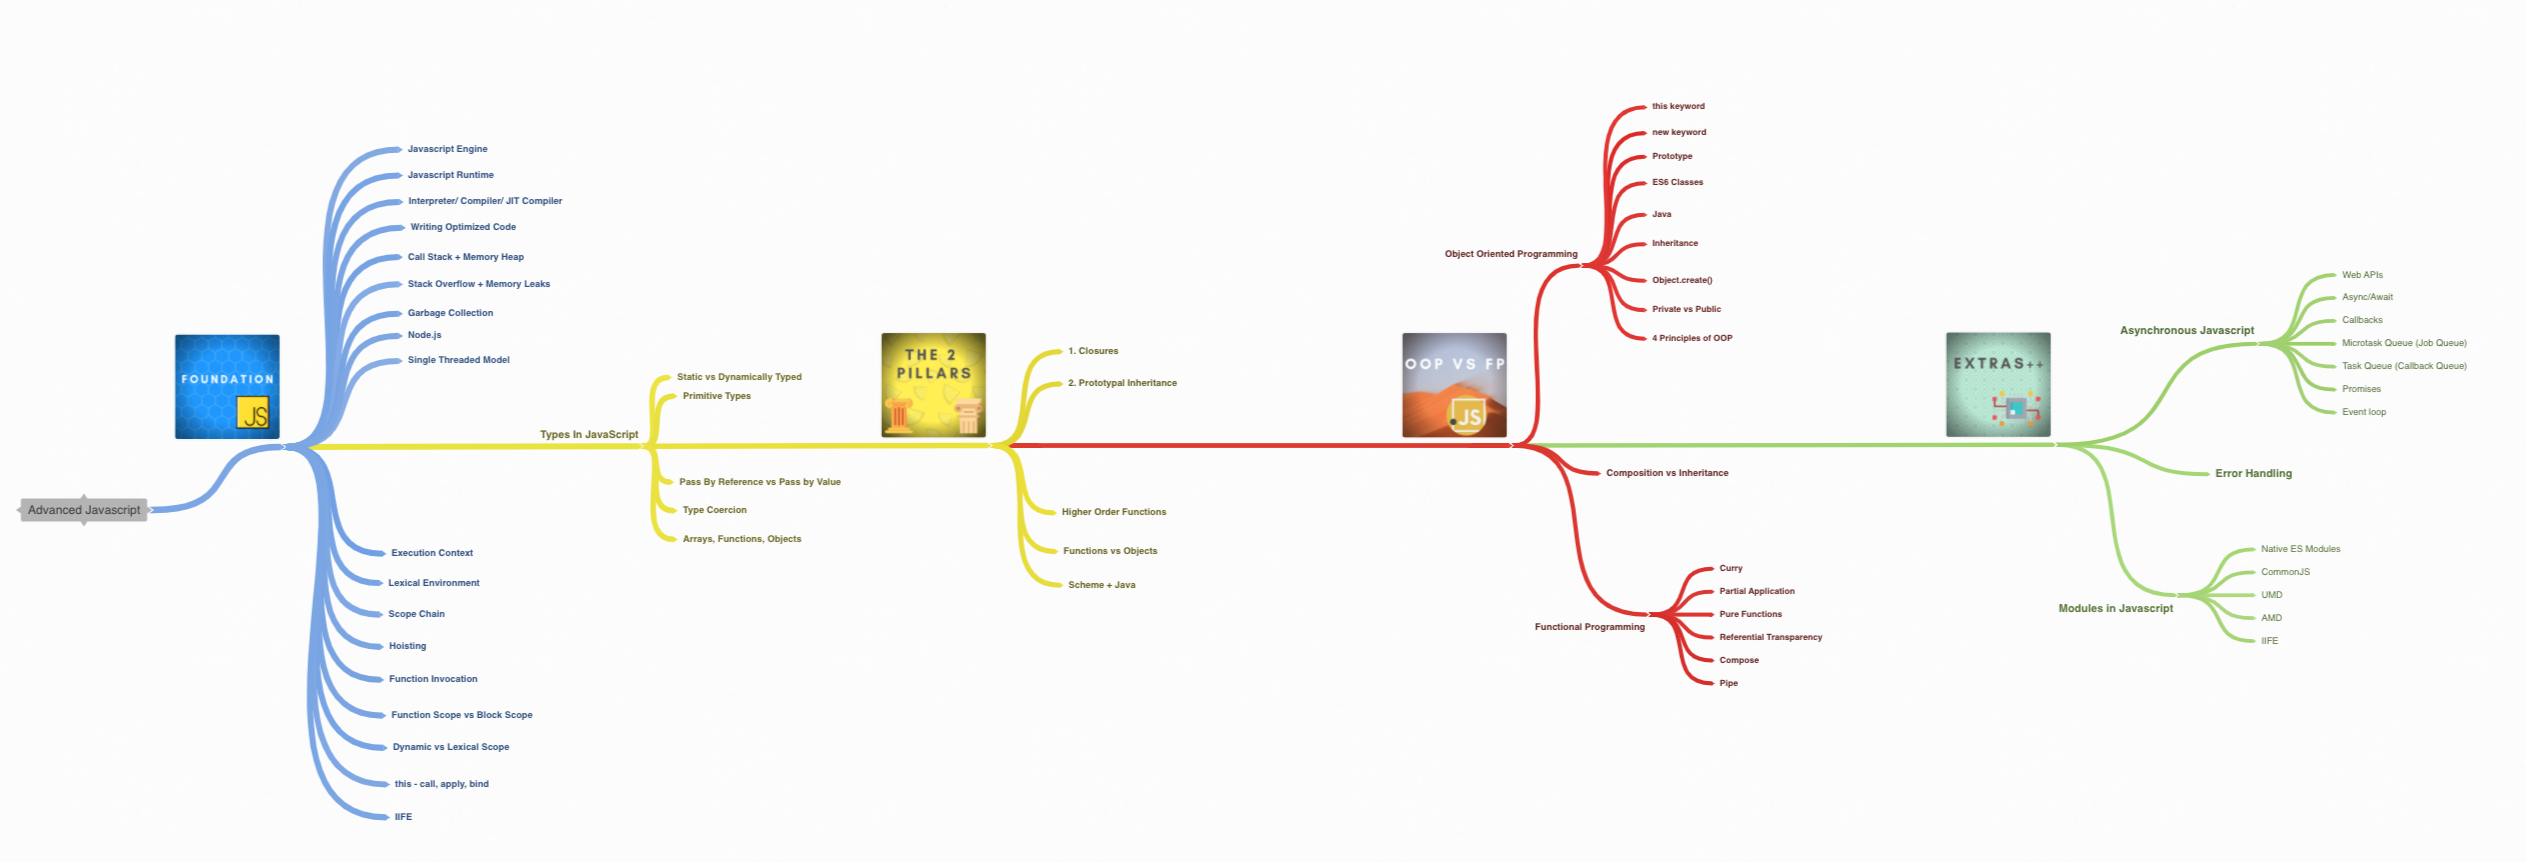 Advanced Javascript
FOUNDATION
JS
Javascript Engine
Javascript Runtime
Interpreter/ Compiler/ JIT Compiler
Writing Optimized Code
Call Stack + Memory Heap
Stack Overflow + Memory Leaks
Garbage Collection
Node.js
Single Threaded Model
Execution Context
Lexical Environment
Scope Chain
Hoisting
Function Invocation
Function Scope vs Block Scope
Dynamic vs Lexical Scope
this - call, apply, bind
IIFE
Types In JavaScript
Static vs Dynamically Typed
Primitive Types
Pass By Reference vs Pass by Value
Type Coercion
Arrays, Functions, Objects
THE 2
PILLARS
1. Closures
2. Prototypal Inheritance
Higher Order Functions
Functions vs Objects
Scheme + Java
OOP VS FP
JS
Object Oriented Programming
this keyword
new keyword
Prototype
ES6 Classes
Java
Inheritance
Object.create()
Private vs Public
4 Principles of OOP
Composition vs Inheritance
Functional Programming
Curry
Partial Application
Pure Functions
Referential Transparency
Compose
Pipe
EXTRAS++
Asynchronous Javascript
Web APIs
Async/Await
Callbacks
Microtask Queue (Job Queue)
Task Queue (Callback Queue)
Promises
Event loop
Error Handling
Modules in Javascript
Native ES Modules
CommonJS
UMD
AMD
IIFE